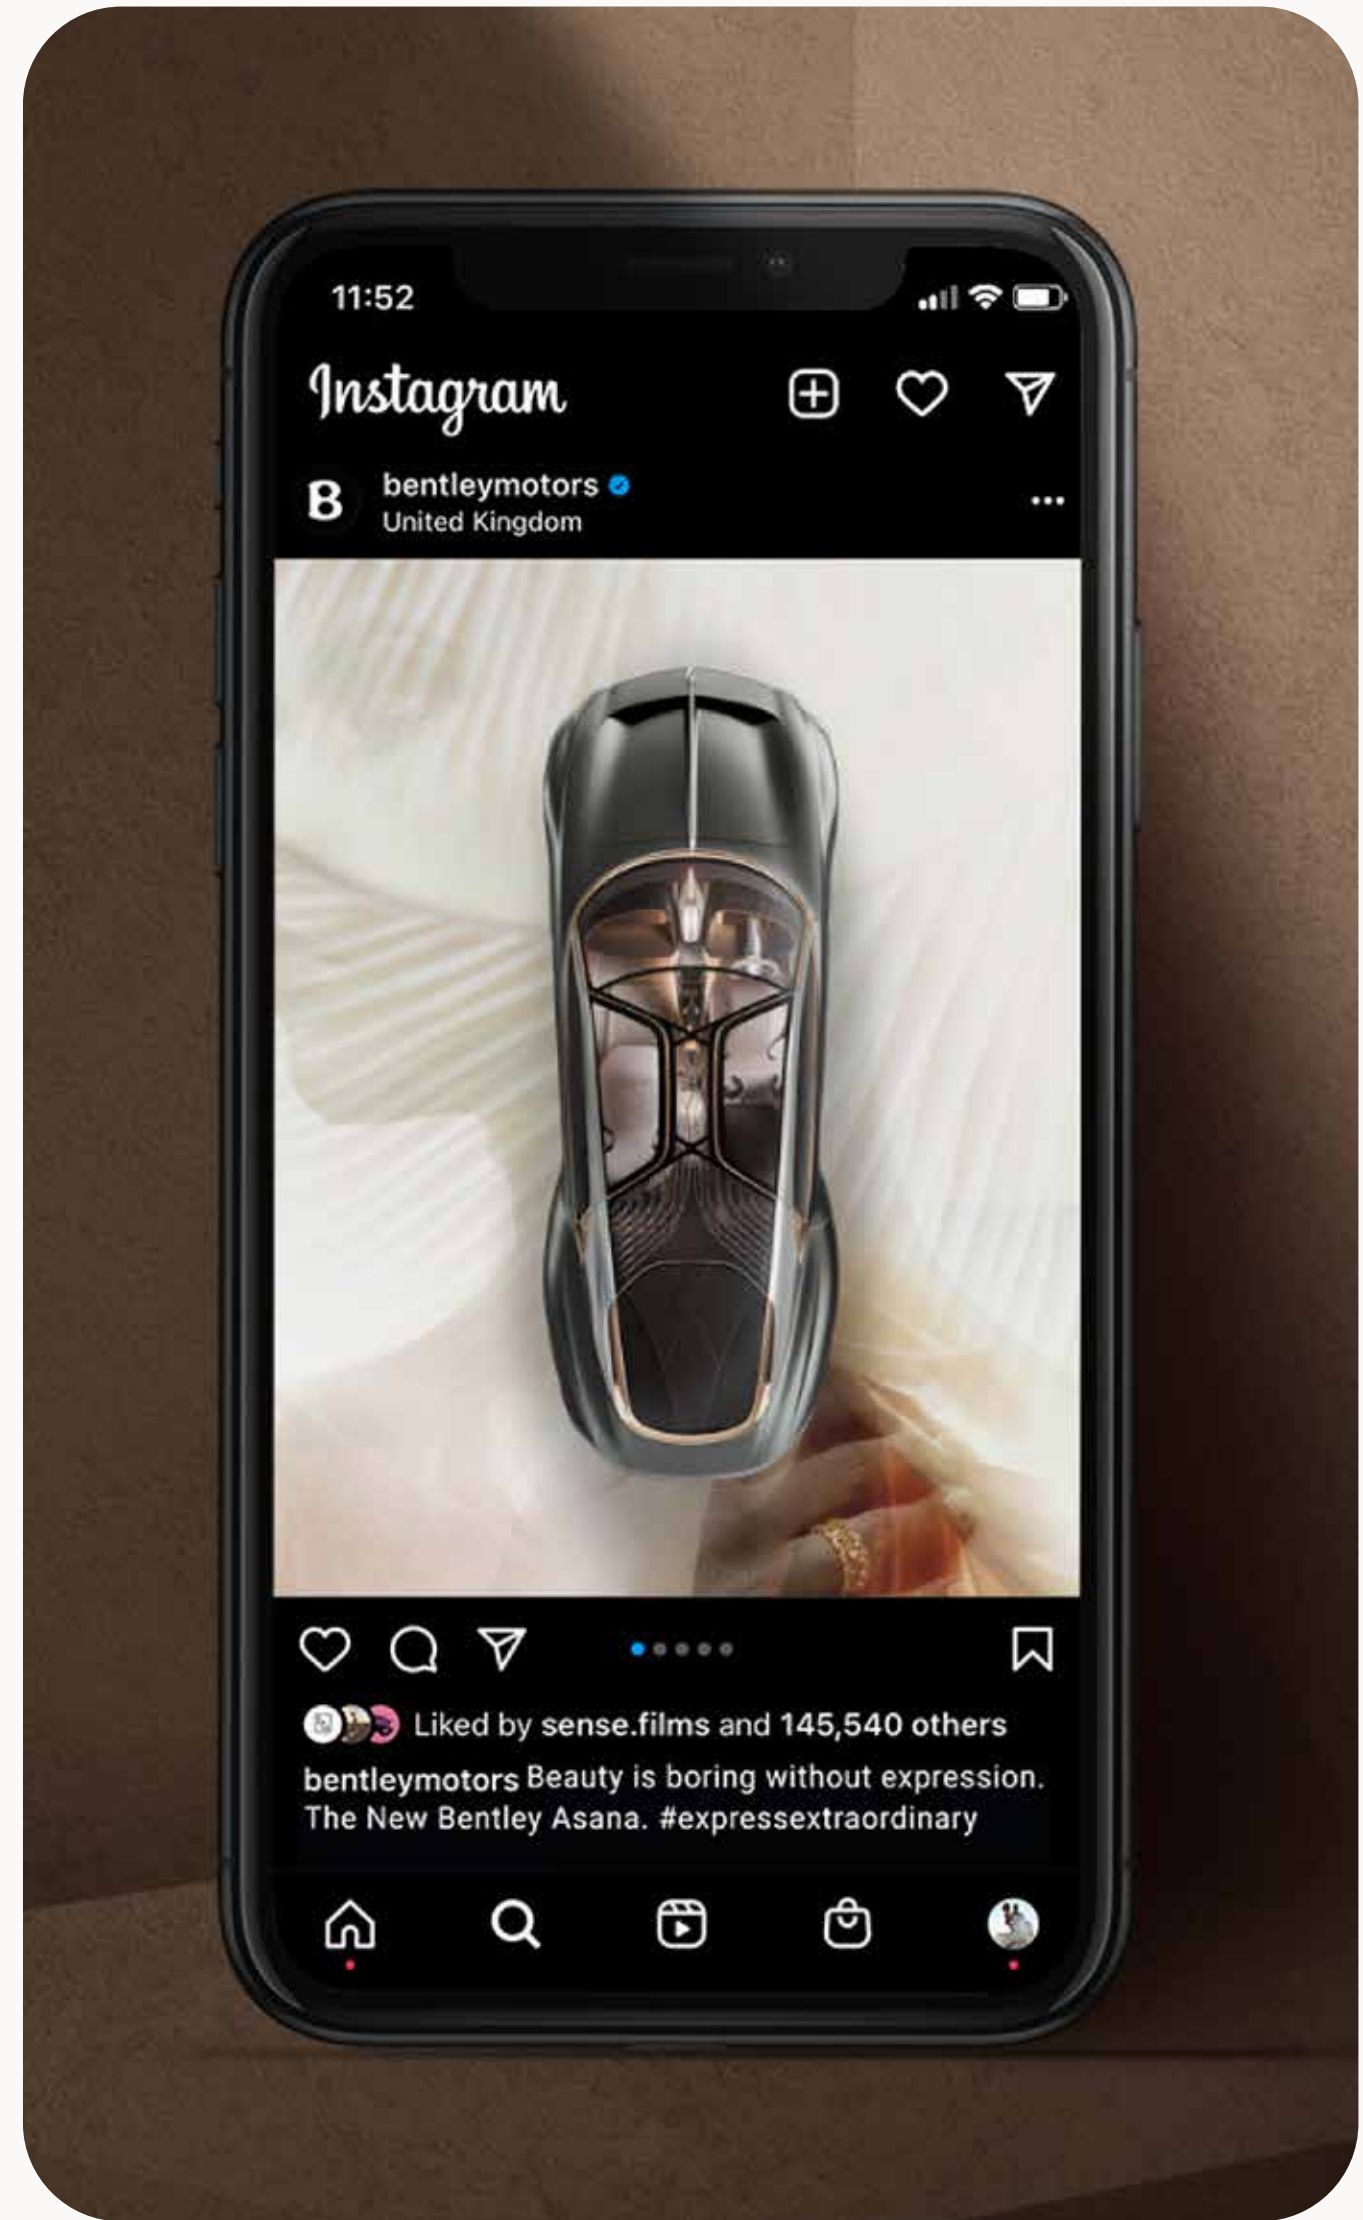 11:52
Instagram
B
bentleymotors
United Kingdom
Liked by sense.films and 145,540 others
bentleymotors Beauty is boring without expression.
The New Bentley Asana. #expressextraordinary